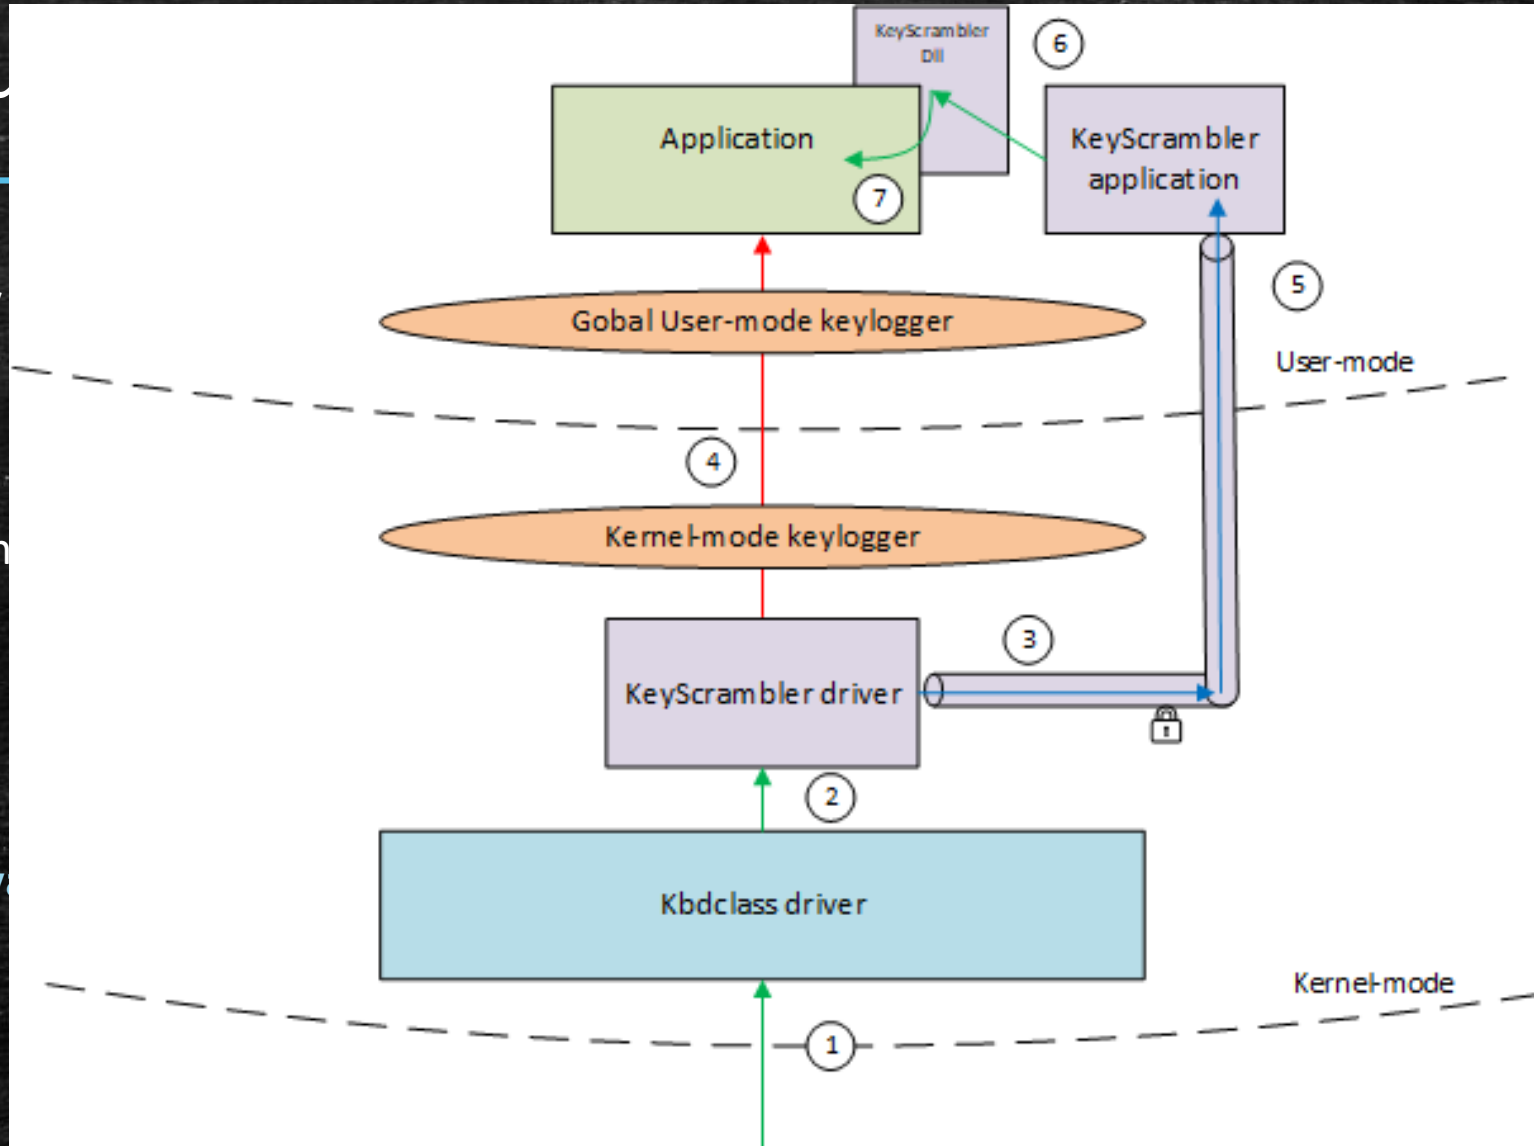 KeyScrambler
Dll
6
Application
KeyScrambler
application
7
5
Gobal User-mode keylogger
User-mode
4
Kernel-mode keylogger
3
KeyScrambler driver
2
Kbdclass driver
Kernel-mode
1